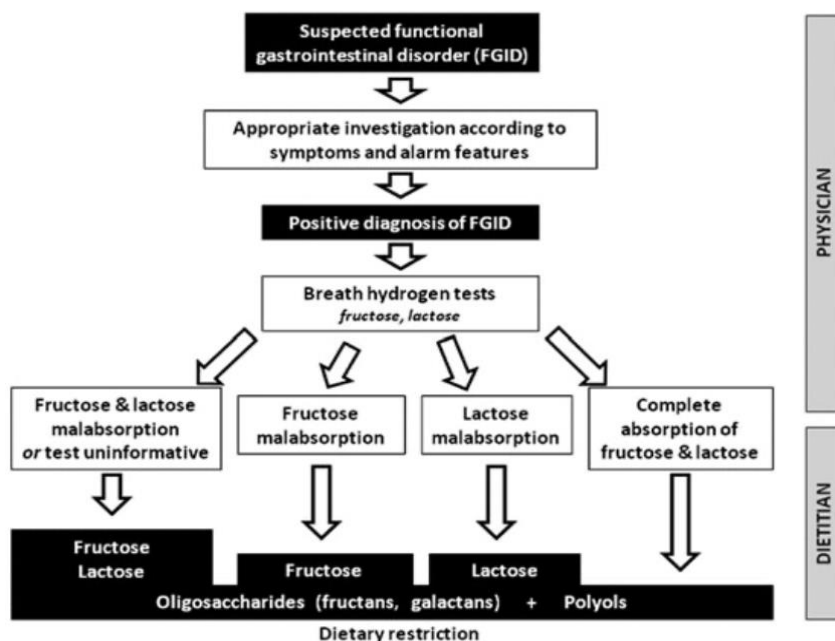 Suspected functional
gastrointestinal disorder (FGID)
Appropriate investigation according to
symptoms and alarm features
Positive diagnosis of FGID
Breath hydrogen tests
fructose, lactose
Fructose & lactose
malabsorption
or test uninformative
Fructose
malabsorption
Lactose
malabsorption
Complete
absorption of
fructose & lactose
Fructose
Lactose
Fructose
Lactose
Oligosaccharides (fructans, galactans) + Polyols
Dietary restriction
PHYSICIAN
DIETITIAN